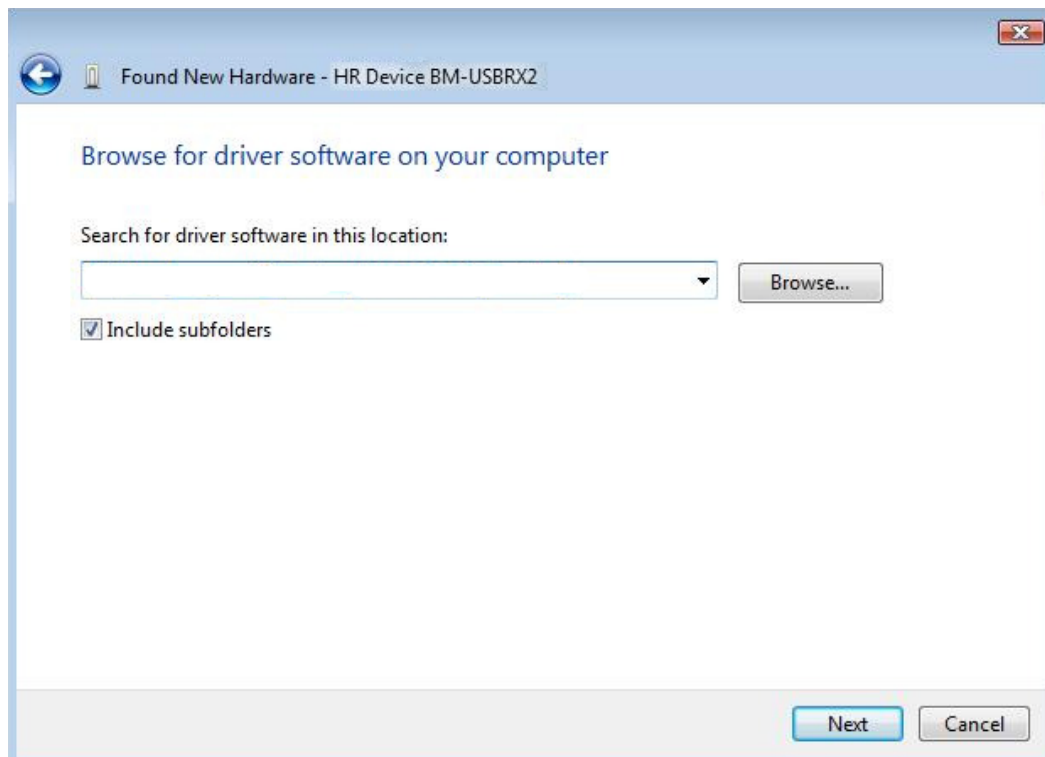 Found New Hardware - HR Device BM-USBRX2
Browse for driver software on your computer
Search for driver software in this location:
Browse...
Include subfolders
Next
Cancel